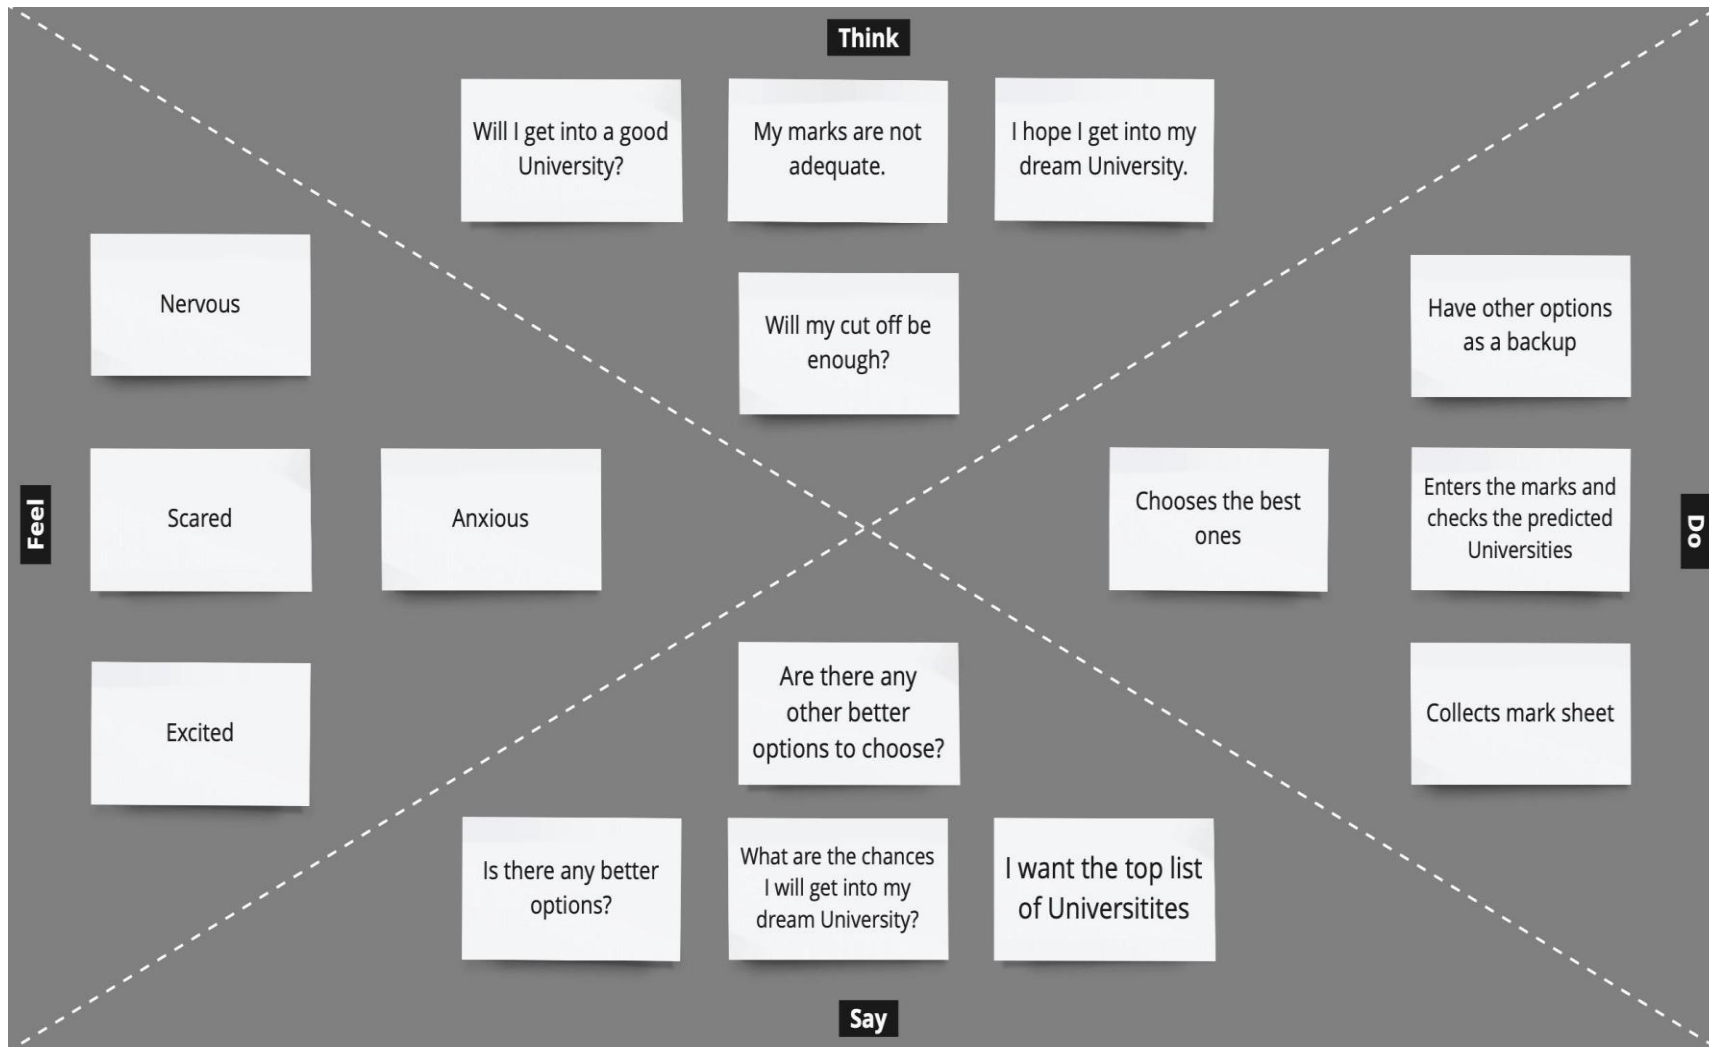 Think
Will I get into a good
University?
My marks are not
adequate.
I hope I get into my
dream University.
Will my cut off be
enough?
Feel
Nervous
Scared
Anxious
Excited
Do
Have other options
as a backup
Chooses the best
ones
Enters the marks and
checks the predicted
Universities
Collects mark sheet
Are there any
other better
options to choose?
Is there any better
options?
What are the chances
I will get into my
dream University?
I want the top list
of Universitites
Say